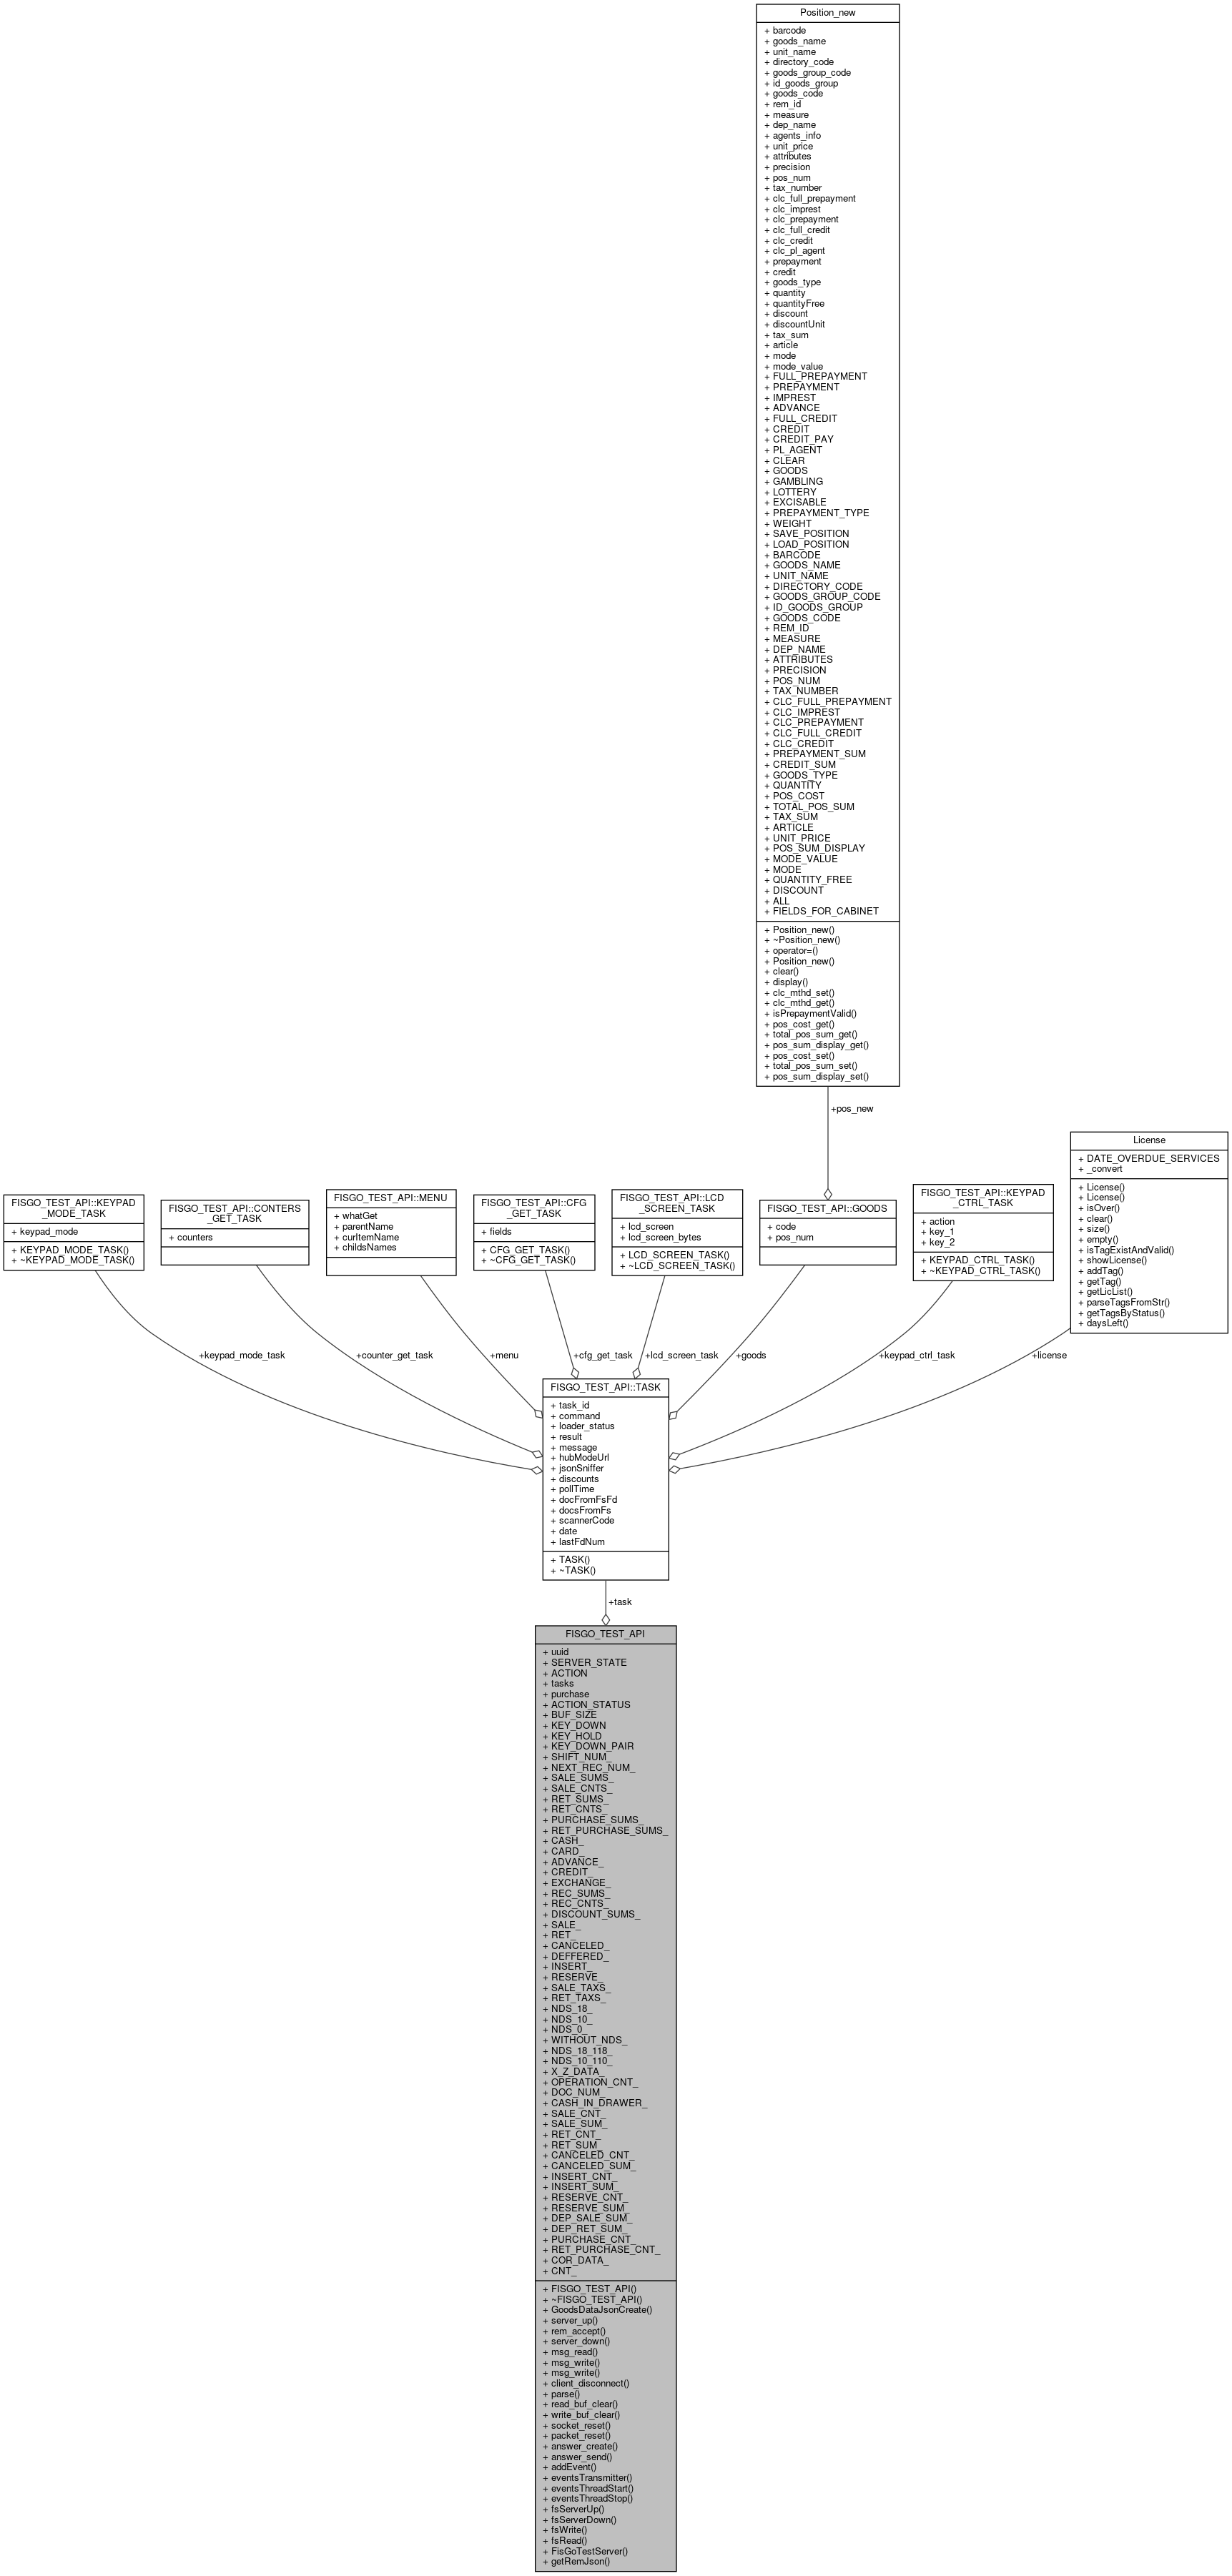 Position_new
+ barcode
+ goods_name
+ unit_name
+ directory_code
+ goods_group_code
+ id_goods_group
+ goods_code
+ rem_id
+ measure
+ dep_name
+ agents_info
+ unit_price
+ attributes
+ precision
+ pos_num
+ tax_number
+ clc_full_prepayment
+ clc_imprest
+ clc_prepayment
+ clc_full_credit
+ clc_credit
+ clc_pl_agent
+ prepayment
+ credit
+ goods_type
+ quantity
+ quantityFree
+ discount
+ discountUnit
+ tax_sum
+ article
+ mode
+ mode_value
+ FULL_PREPAYMENT
+ PREPAYMENT
+ IMPREST
+ ADVANCE
+ FULL_CREDIT
+ CREDIT
+ CREDIT_PAY
+ PL_AGENT
+ CLEAR
+ GOODS
+ GAMBLING
+ LOTTERY
+ EXCISABLE
+ PREPAYMENT_TYPE
+ WEIGHT
+ SAVE_POSITION
+ LOAD_POSITION
+ BARCODE
+ GOODS_NAME
+ UNIT_NAME
+ DIRECTORY_CODE
+ GOODS_GROUP_CODE
+ ID_GOODS_GROUP
+ GOODS_CODE
+ REM_ID
+ MEASURE
+ DEP_NAME
+ ATTRIBUTES
+ PRECISION
+ POS_NUM
+ TAX_NUMBER
+ CLC_FULL_PREPAYMENT
+ CLC_IMPREST
+ CLC_PREPAYMENT
+ CLC_FULL_CREDIT
+ CLC_CREDIT
+ PREPAYMENT_SUM
+ CREDIT_SUM
+ GOODS_TYPE
+ QUANTITY
+ POS_COST
+ TOTAL_POS_SUM
+ TAX_SUM
+ ARTICLE
+ UNIT_PRICE
+ POS_SUM_DISPLAY
+ MODE_VALUE
+ MODE
+ QUANTITY_FREE
+ DISCOUNT
+ ALL
+ FIELDS_FOR_CABINET
+ Position_new()
+ ~Position_new()
+ operator=()
+ Position_new()
+ clear()
+ display()
+ clc_mthd_set()
+ clc_mthd_get()
+ isPrepaymentValid()
+ pos_cost_get()
+ total_pos_sum_get()
+ pos_sum_display_get()
+ pos_cost_set()
+ total_pos_sum_set()
+ pos_sum_display_set()
+pos_new
FISGO_TEST_API::KEYPAD
_MODE_TASK
+ keypad_mode
+ KEYPAD_MODE_TASK()
+ ~KEYPAD_MODE_TASK()
FISGO_TEST_API::CONTERS
_GET_TASK
+ counters
FISGO_TEST_API::MENU
+ whatGet
+ parentName
+ curItemName
+ childsNames
FISGO_TEST_API::CFG
_GET_TASK
+ fields
+ CFG_GET_TASK()
+ ~CFG_GET_TASK()
FISGO_TEST_API::LCD
_SCREEN_TASK
+ lcd_screen
+ lcd_screen_bytes
+ LCD_SCREEN_TASK()
+ ~LCD_SCREEN_TASK()
FISGO_TEST_API::GOODS
+ code
+ pos_num
FISGO_TEST_API::KEYPAD
_CTRL_TASK
+ action
+ key_1
+ key_2
+ KEYPAD_CTRL_TASK()
+ ~KEYPAD_CTRL_TASK()
License
+ DATE_OVERDUE_SERVICES
+ _convert
+ License()
+ License()
+ isOver()
+ clear()
+ size()
+ empty()
+ isTagExistAndValid()
+ showLicense()
+ addTag()
+ getTag()
+ getLicList()
+ parseTagsFromStr()
+ getTagsByStatus()
+ daysLeft()
+keypad_mode_task
+counter_get_task
+menu
+cfg_get_task
+lcd_screen_task
+goods
+keypad_ctrl_task
+license
FISGO_TEST_API::TASK
+ task_id
+ command
+ loader_status
+ result
+ message
+ hubModeUrl
+ jsonSniffer
+ discounts
+ pollTime
+ docFromFsFd
+ docsFromFs
+ scannerCode
+ date
+ lastFdNum
+ TASK()
+ ~TASK()
+task
FISGO_TEST_API
+ uuid
+ SERVER_STATE
+ ACTION
+ tasks
+ purchase
+ ACTION_STATUS
+ BUF_SIZE
+ KEY_DOWN
+ KEY_HOLD
+ KEY_DOWN_PAIR
+ SHIFT_NUM_
+ NEXT_REC_NUM_
+ SALE_SUMS_
+ SALE_CNTS_
+ RET_SUMS_
+ RET_CNTS_
+ PURCHASE_SUMS_
+ RET_PURCHASE_SUMS_
+ CASH_
+ CARD_
+ ADVANCE_
+ CREDIT_
+ EXCHANGE_
+ REC_SUMS_
+ REC_CNTS_
+ DISCOUNT_SUMS_
+ SALE_
+ RET_
+ CANCELED_
+ DEFFERED_
+ INSERT_
+ RESERVE_
+ SALE_TAXS_
+ RET_TAXS_
+ NDS_18_
+ NDS_10_
+ NDS_0_
+ WITHOUT_NDS_
+ NDS_18_118_
+ NDS_10_110_
+ X_Z_DATA_
+ OPERATION_CNT_
+ DOC_NUM_
+ CASH_IN_DRAWER_
+ SALE_CNT_
+ SALE_SUM_
+ RET_CNT_
+ RET_SUM_
+ CANCELED_CNT_
+ CANCELED_SUM_
+ INSERT_CNT_
+ INSERT_SUM_
+ RESERVE_CNT_
+ RESERVE_SUM_
+ DEP_SALE_SUM_
+ DEP_RET_SUM_
+ PURCHASE_CNT_
+ RET_PURCHASE_CNT_
+ COR_DATA_
+ CNT_
+ FISGO_TEST_API()
+ ~FISGO_TEST_API()
+ GoodsDataJsonCreate()
+ server_up()
+ rem_accept()
+ server_down()
+ msg_read()
+ msg_write()
+ msg_write()
+ client_disconnect()
+ parse()
+ read_buf_clear()
+ write_buf_clear()
+ socket_reset()
+ packet_reset()
+ answer_create()
+ answer_send()
+ addEvent()
+ eventsTransmitter()
+ eventsThreadStart()
+ eventsThreadStop()
+ fsServerUp()
+ fsServerDown()
+ fsWrite()
+ fsRead()
+ FisGoTestServer()
+ getRemJson()